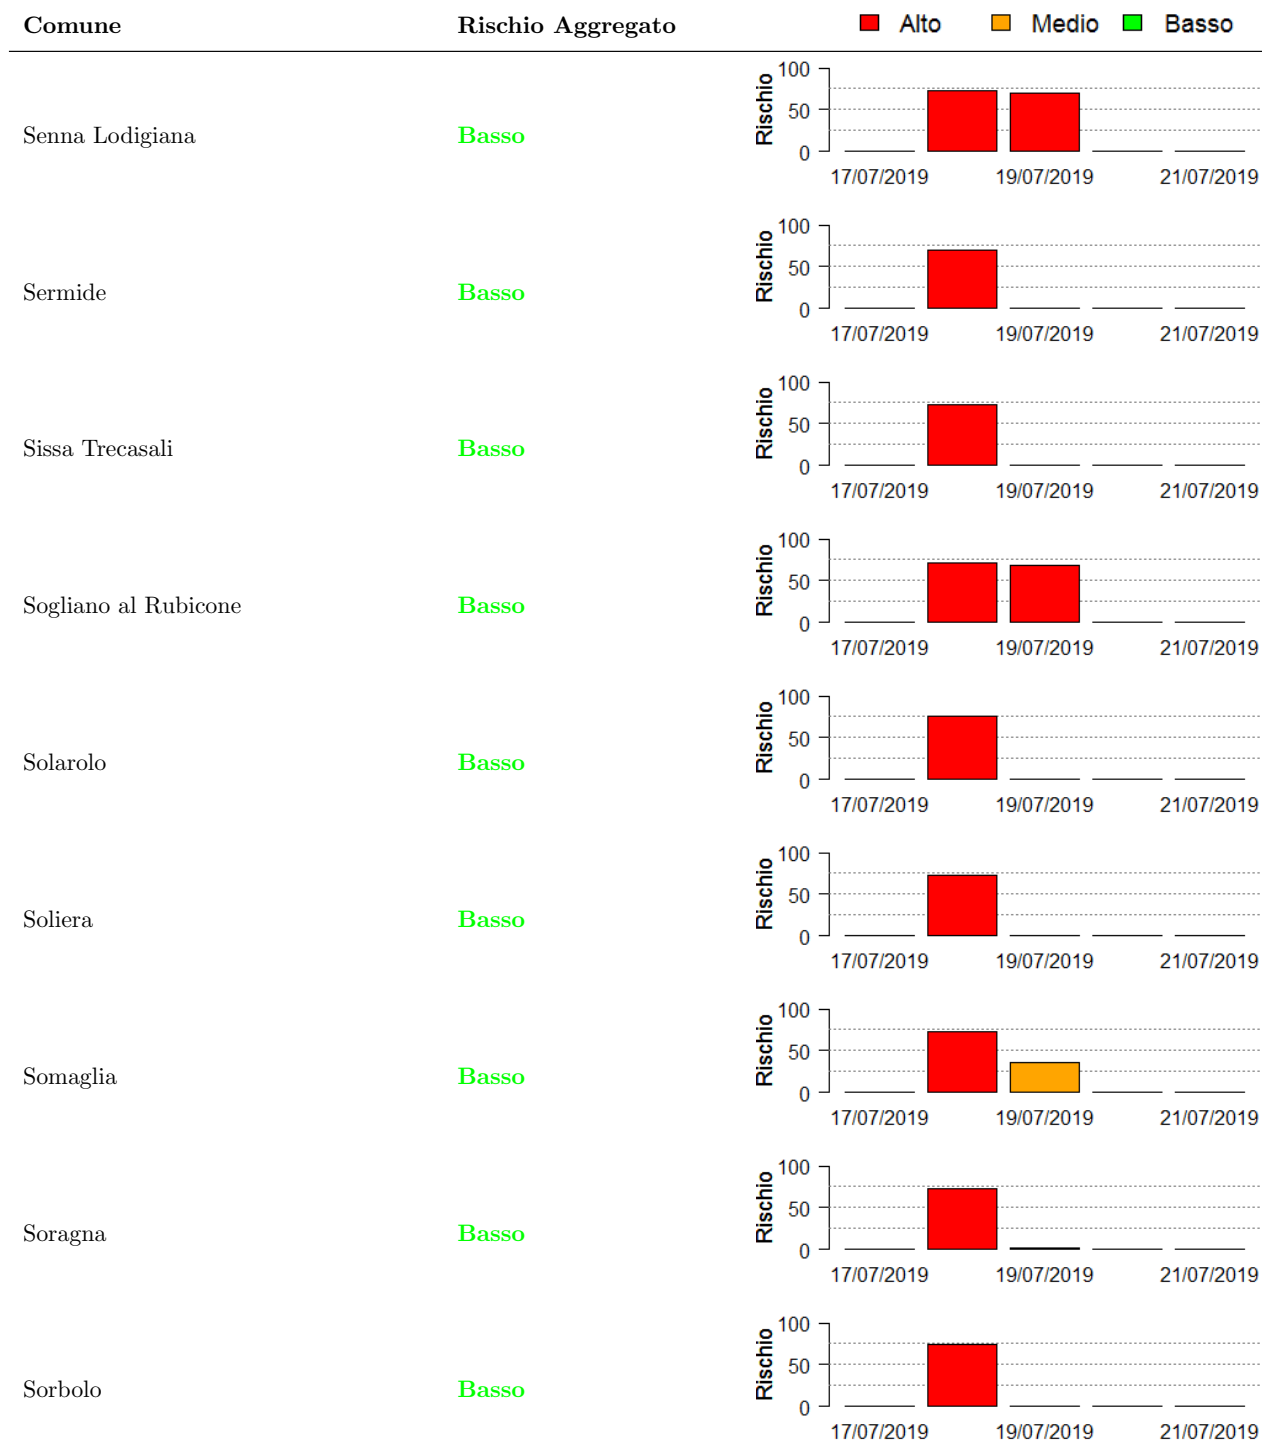 Comune Rischio Aggregato Alto Medio Basso
100
50
0
Rischio
Senna Lodigiana Basso
17/07/2019 19/07/2019 21/07/2019
100
50
0
Rischio
Sermide Basso
17/07/2019 19/07/2019 21/07/2019
100
50
0
Rischio
Sissa Trecasali Basso
17/07/2019 19/07/2019 21/07/2019
100
50
0
Rischio
Sogliano al Rubicone Basso
17/07/2019 19/07/2019 21/07/2019
100
50
0
Rischio
Solarolo Basso
17/07/2019 19/07/2019 21/07/2019
100
50
0
Rischio
Soliera Basso
17/07/2019 19/07/2019 21/07/2019
100
50
0
Rischio
Somaglia Basso
17/07/2019 19/07/2019 21/07/2019
100
50
0
Rischio
Soragna Basso
17/07/2019 19/07/2019 21/07/2019
100
50
0
Rischio
Sorbolo Basso
17/07/2019 19/07/2019 21/07/2019